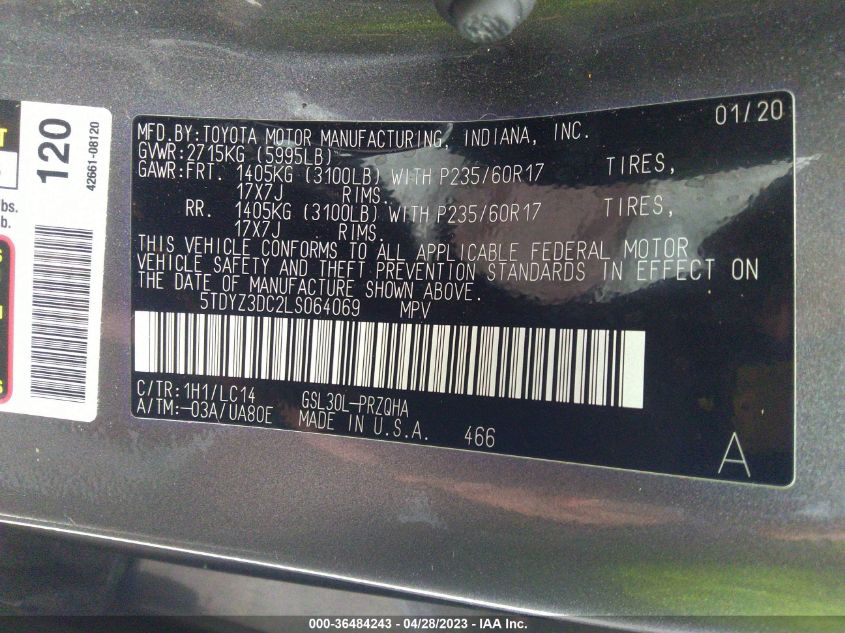 01/20
MFD.BY:TOYOTA MOTOR MANUFACTURING, INDIANA, INC.
GVWR:2715KG (5995LB)
GAWR:FRT. 1405KG (3100LB) WITH P235/60R17 TIRES,
17X7J RIMS.
RR. 1405KG (3100LB) WITH P235/60R17 TIRES,
17X7J RIMS.
THIS VEHICLE CONFORMS TO ALL APPLICABLE FEDERAL MOTOR
VEHICLE SAFETY AND THEFT PREVENTION STANDARDS IN EFFECT ON
THE DATE OF MANUFACTURE SHOWN ABOVE.
5TDYZ3DC2LS064069 MPV
C/TR:1H1/LC14 GSL30L-PRZQHA
A/TM:-03A/UA80E MADE IN U.S.A. 466
A
120
42661-08120
bs.
b.
000-36484243 - 04/28/2023 - IAA Inc.